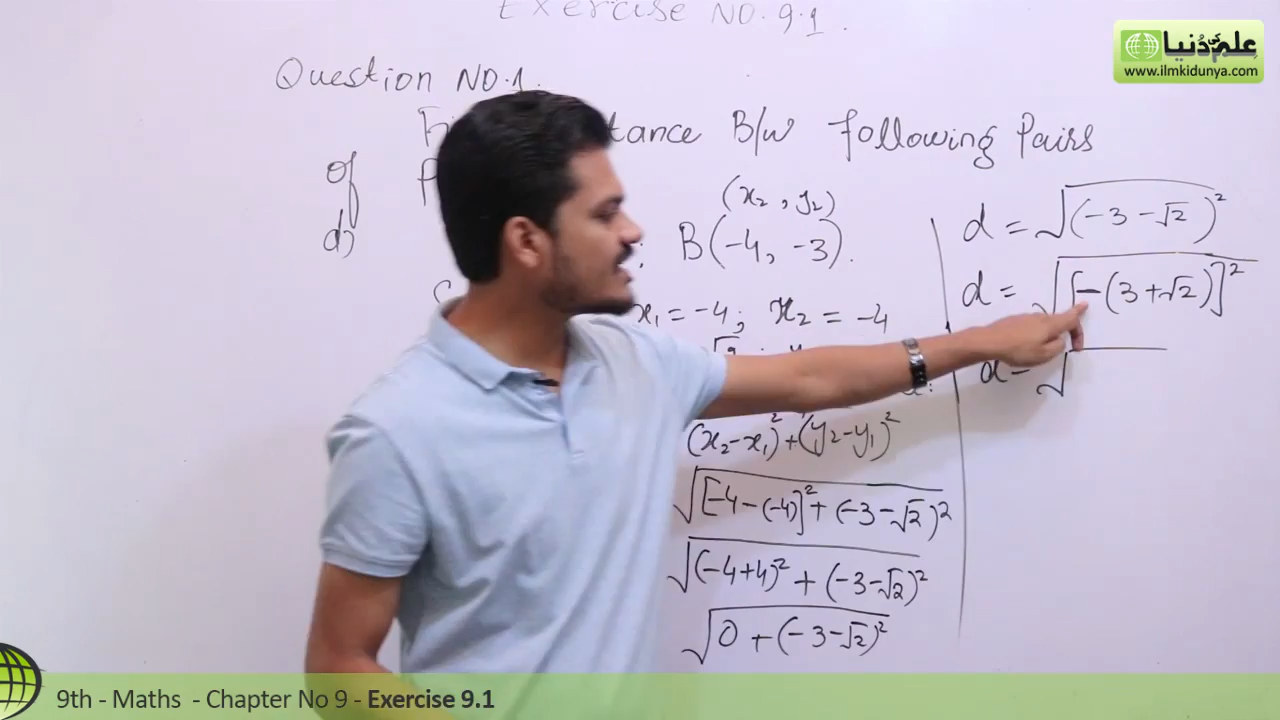 Exercise NO. 9.1.
علم کی دُنیا
www.ilmkidunya.com
Question NO.1.
tance B/w following Pairs
of
d)
(x₂ , y₂)
B(-4, -3).
x₁ = -4 ; x₂ = -4
(x₂-x₁)²+(y₂-y₁)²
√[-4-(-4)]²+(-3-√2)²
√(-4+4)² + (-3-√2)²
√0 + (-3-√2)²
d = √(-3-√2)²
d = √[-(3+√2)]²
d = √
9th - Maths - Chapter No 9 - Exercise 9.1